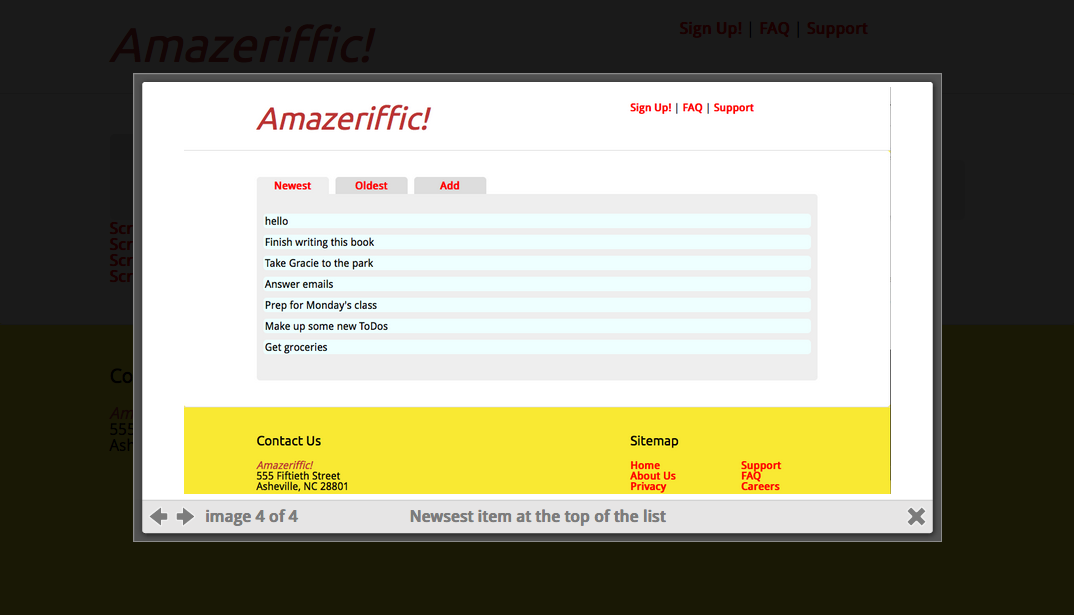 Amazeriffic!
Sign Up! | FAQ | Support
Amazeriffic!
Sign Up! | FAQ | Support
Newest Oldest Add
hello
Finish writing this book
Take Gracie to the park
Answer emails
Prep for Monday's class
Make up some new ToDos
Get groceries
Scr
Scr
Scr
Scr
Contact Us
Amazeriffic!
555 Fiftieth Street
Asheville, NC 28801
Sitemap
Home Support
About Us FAQ
Privacy Careers
Co
Am
555
Ash
image 4 of 4 Newsest item at the top of the list